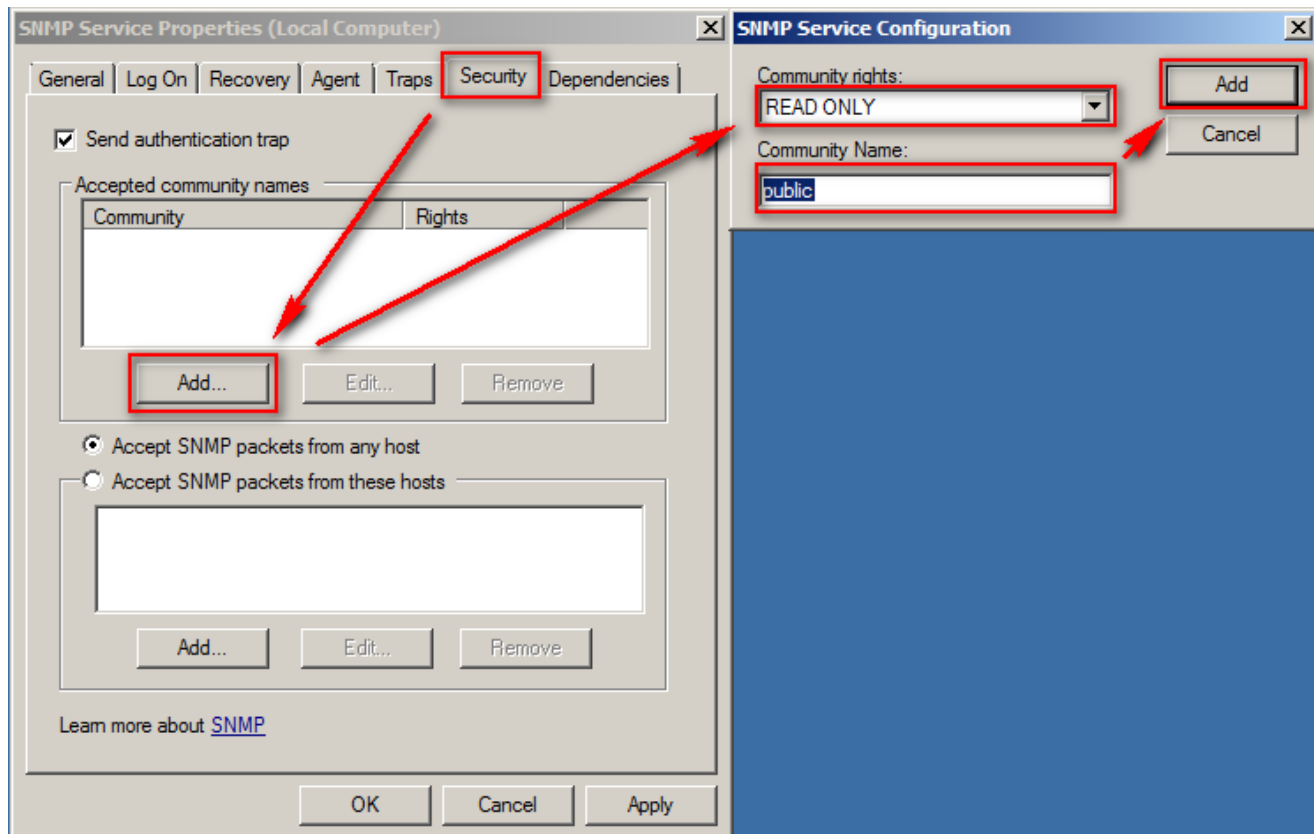 SNMP Service Properties (Local Computer)
General Log On Recovery Agent Traps Security Dependencies
Send authentication trap
Accepted community names
Community Rights
Add... Edit... Remove
Accept SNMP packets from any host
Accept SNMP packets from these hosts
Add... Edit... Remove
Learn more about SNMP
OK Cancel Apply
SNMP Service Configuration
Community rights:
READ ONLY
Add
Cancel
Community Name:
public